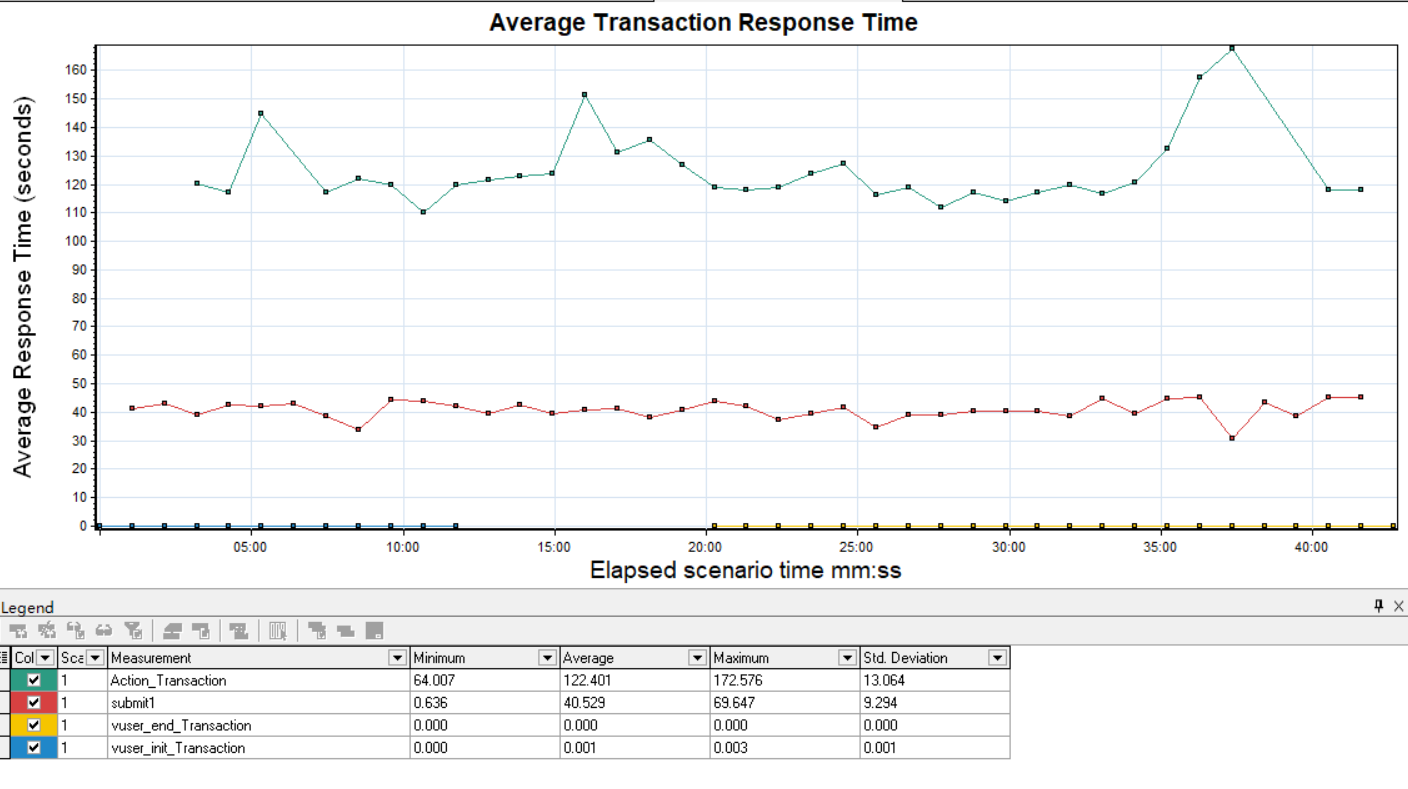 Average Transaction Response Time
Average Response Time (seconds)
160
150
140
130
120
110
100
90
80
70
60
50
40
30
20
10
0
05:00 10:00 15:00 20:00 25:00 30:00 35:00 40:00
Elapsed scenario time mm:ss
Legend
Col Sca Measurement Minimum Average Maximum Std. Deviation
1 Action_Transaction 64.007 122.401 172.576 13.064
1 submit1 0.636 40.529 69.647 9.294
1 vuser_end_Transaction 0.000 0.000 0.000 0.000
1 vuser_init_Transaction 0.000 0.001 0.003 0.001